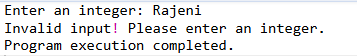 Enter an integer: Rajeni
Invalid input! Please enter an integer.
Program execution completed.